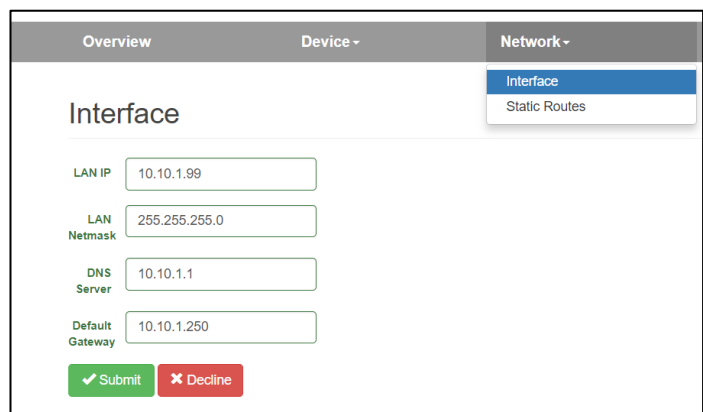 Overview Device Network
Interface
Static Routes
Interface
LAN IP 10.10.1.99
LAN Netmask 255.255.255.0
DNS Server 10.10.1.1
Default Gateway 10.10.1.250
Submit Decline